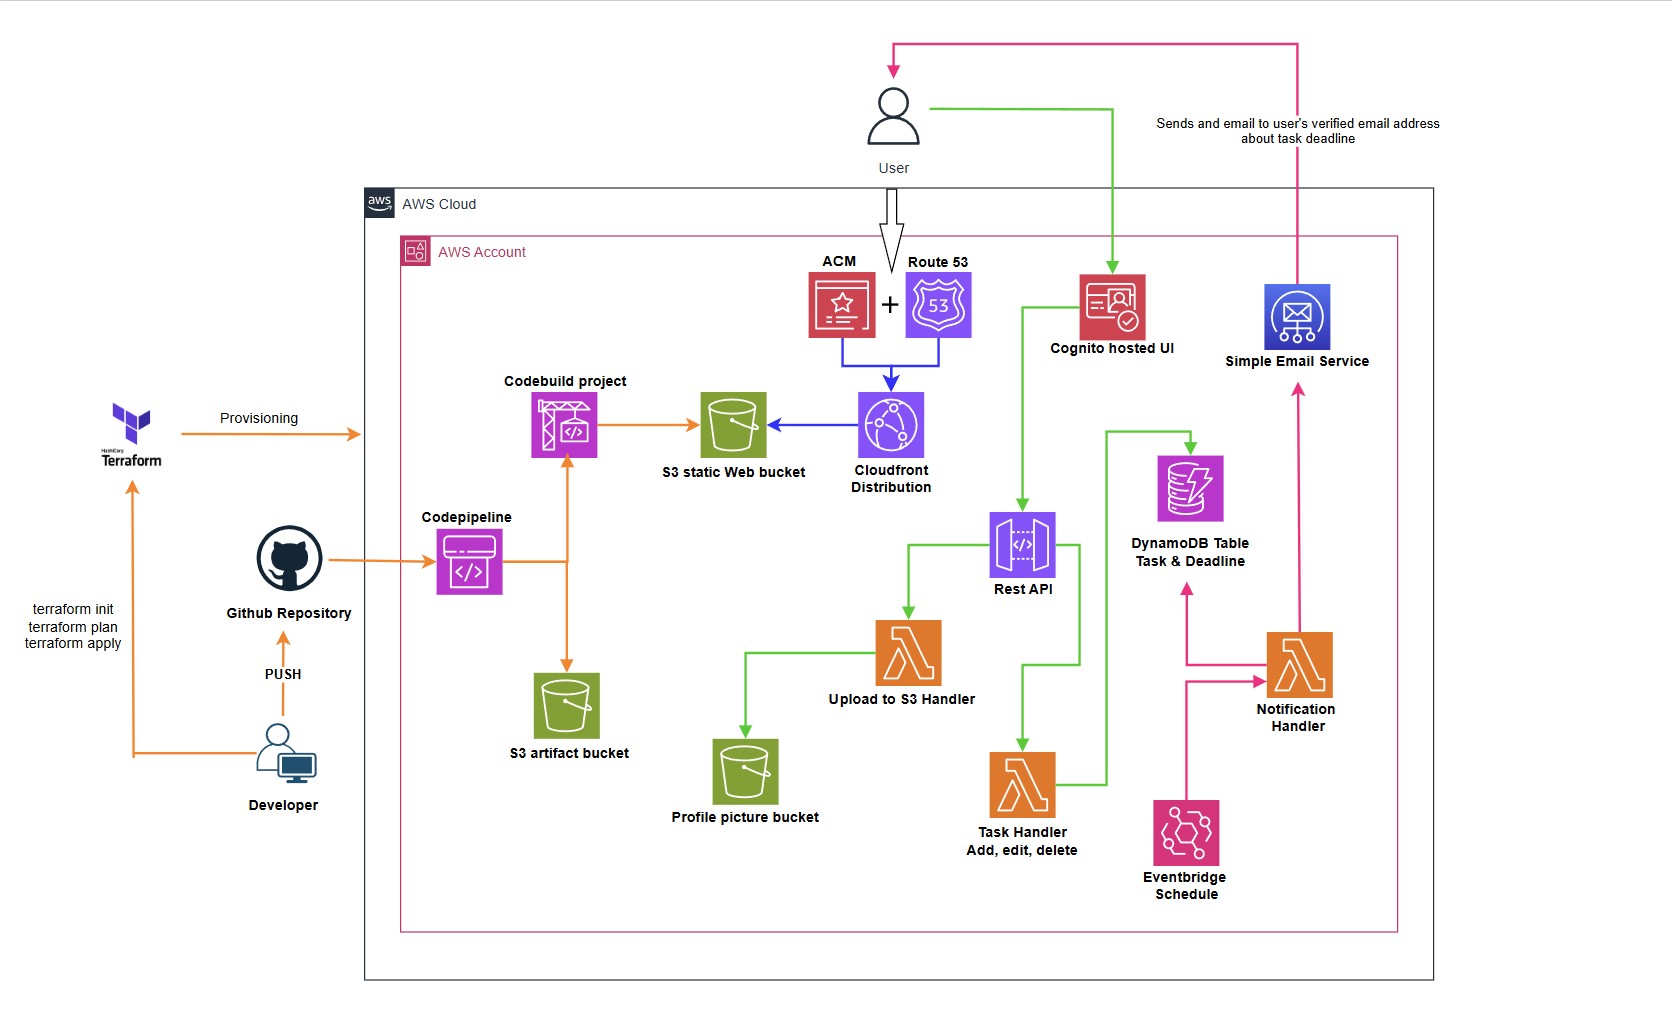 Sends and email to user's verified email address
about task deadline
User
aws
AWS Cloud
AWS Account
ACM
Route 53
+
53
Cognito hosted UI
Simple Email Service
Codebuild project
Provisioning
HashiCorp
Terraform
S3 static Web bucket
Cloudfront
Distribution
Codepipeline
DynamoDB Table
Task & Deadline
Rest API
Github Repository
terraform init
terraform plan
terraform apply
PUSH
Upload to S3 Handler
Notification
Handler
S3 artifact bucket
Developer
Profile picture bucket
Task Handler
Add, edit, delete
Eventbridge
Schedule